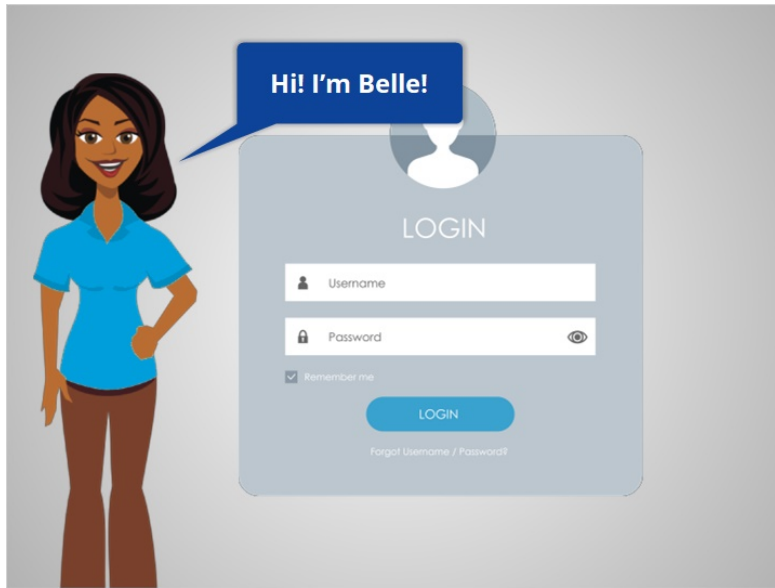 Hi! I'm Belle!
LOGIN
Username
Password
Remember me
LOGIN
Forgot Username / Password?